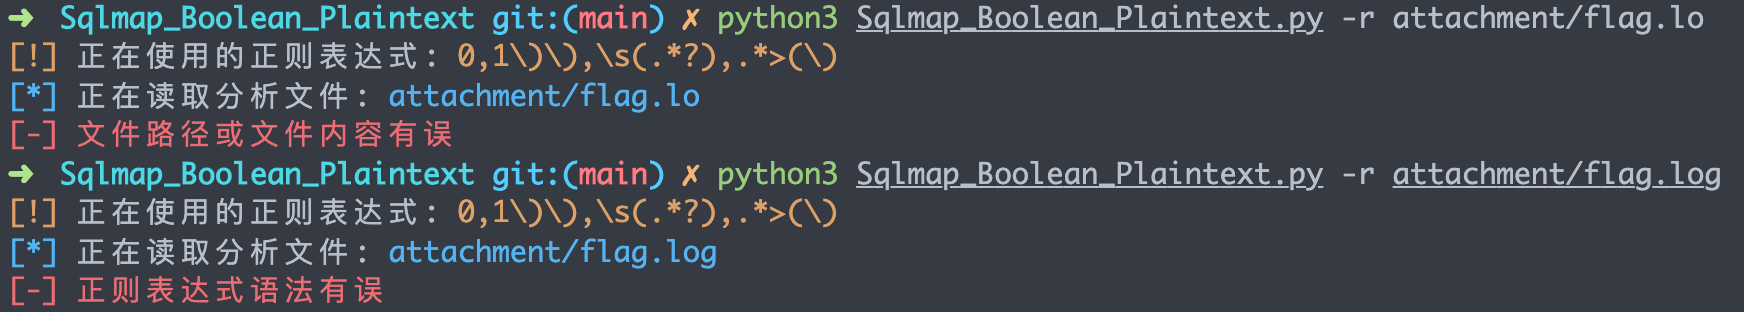 ➜ Sqlmap_Boolean_Plaintext git:(main) ✗ python3 Sqlmap_Boolean_Plaintext.py -r attachment/flag.lo
[!] 正在使用的正则表达式: 0,1\)\),\s(.*?),.*>(\)
[*] 正在读取分析文件: attachment/flag.lo
[-] 文件路径或文件内容有误
➜ Sqlmap_Boolean_Plaintext git:(main) ✗ python3 Sqlmap_Boolean_Plaintext.py -r attachment/flag.log
[!] 正在使用的正则表达式: 0,1\)\),\s(.*?),.*>(\)
[*] 正在读取分析文件: attachment/flag.log
[-] 正则表达式语法有误